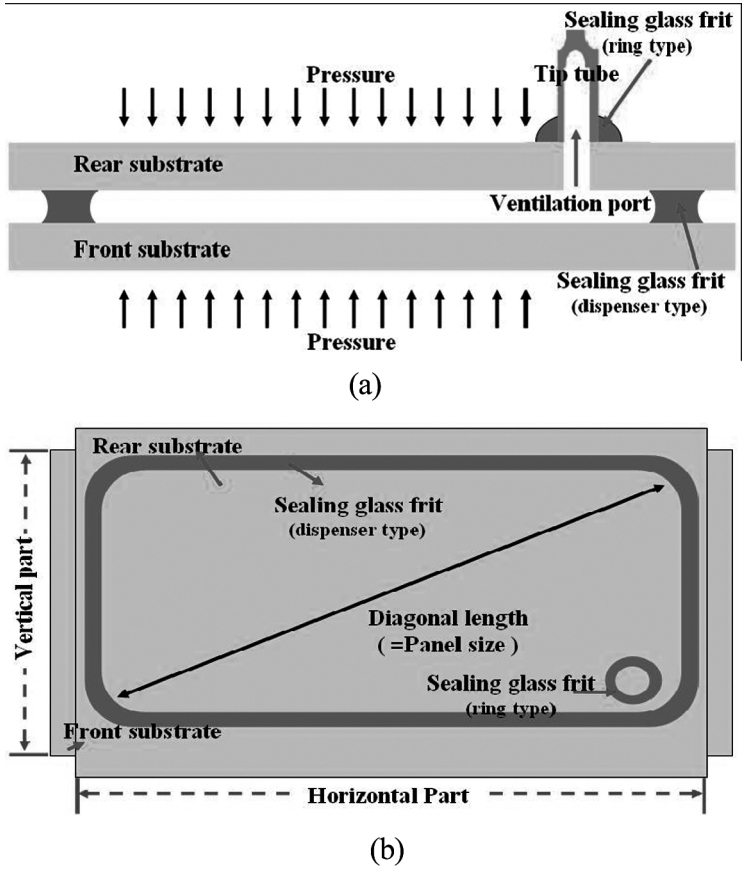 Sealing glass frit
(ring type)
Pressure
Tip tube
Rear substrate
Ventilation port
Front substrate
Sealing glass frit
(dispenser type)
Pressure
(a)
Rear substrate
Sealing glass frit
(dispenser type)
Vertical part
Diagonal length
( =Panel size )
Sealing glass frit
(ring type)
Front substrate
Horizontal Part
(b)